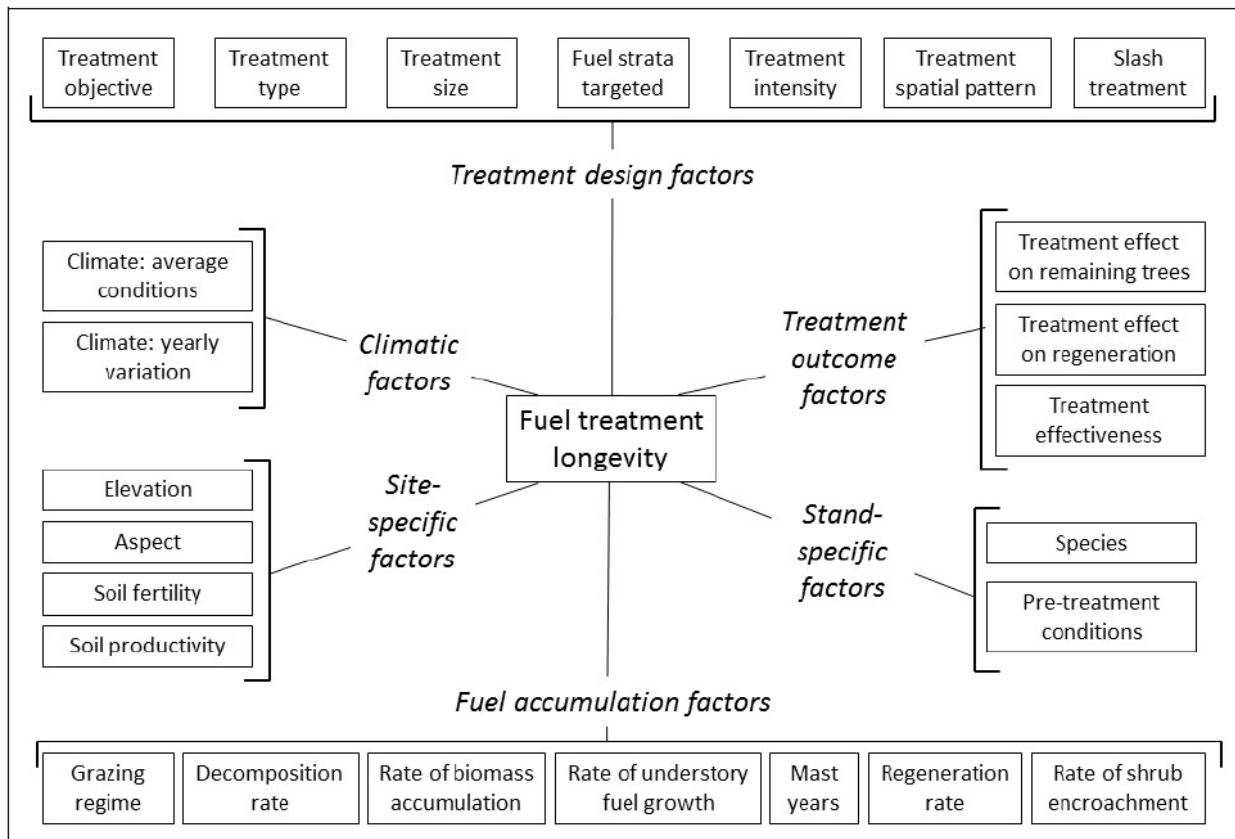 Treatment
objective
Treatment
type
Treatment
size
Fuel strata
targeted
Treatment
intensity
Treatment
spatial pattern
Slash
treatment
Treatment design factors
Climate: average
conditions
Climate: yearly
variation
Climatic
factors
Treatment
outcome
factors
Treatment effect
on remaining trees
Treatment effect
on regeneration
Treatment
effectiveness
Fuel treatment
longevity
Elevation
Aspect
Soil fertility
Soil productivity
Site-
specific
factors
Stand-
specific
factors
Species
Pre-treatment
conditions
Fuel accumulation factors
Grazing
regime
Decomposition
rate
Rate of biomass
accumulation
Rate of understory
fuel growth
Mast
years
Regeneration
rate
Rate of shrub
encroachment